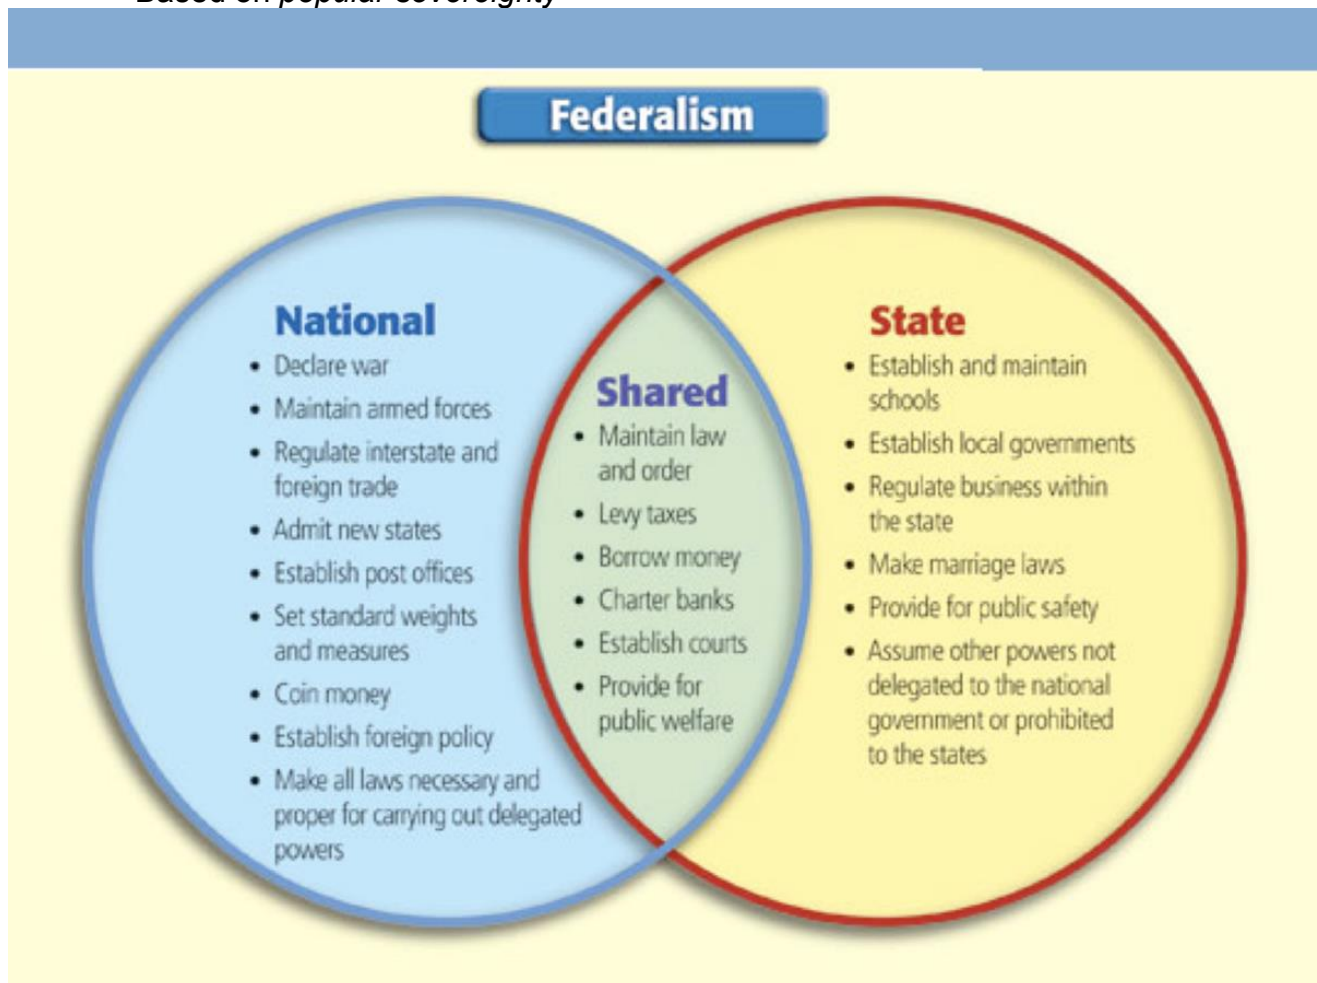 Based on popular sovereignty
Federalism
National
• Declare war
• Maintain armed forces
• Regulate interstate and
foreign trade
• Admit new states
• Establish post offices
• Set standard weights
and measures
• Coin money
• Establish foreign policy
• Make all laws necessary and
proper for carrying out delegated
powers
Shared
• Maintain law
and order
• Levy taxes
• Borrow money
• Charter banks
• Establish courts
• Provide for
public welfare
State
• Establish and maintain
schools
• Establish local governments
• Regulate business within
the state
• Make marriage laws
• Provide for public safety
• Assume other powers not
delegated to the national
government or prohibited
to the states